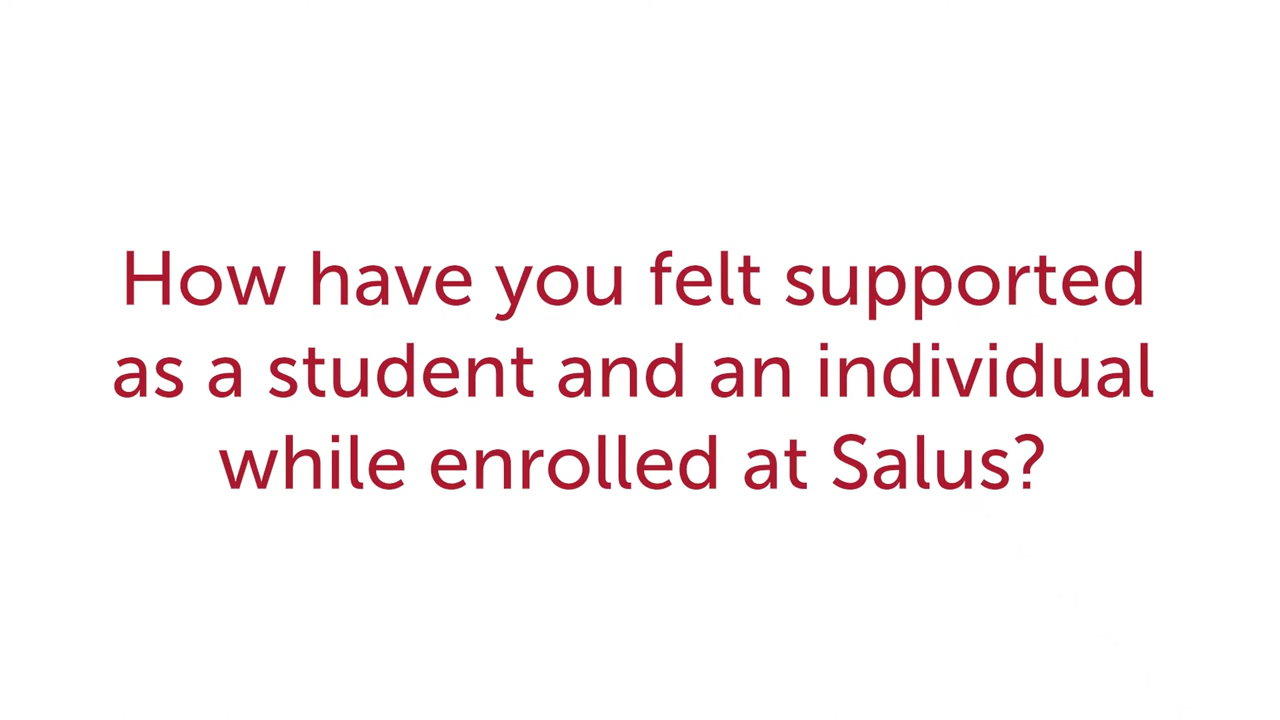 How have you felt supported
as a student and an individual
while enrolled at Salus?